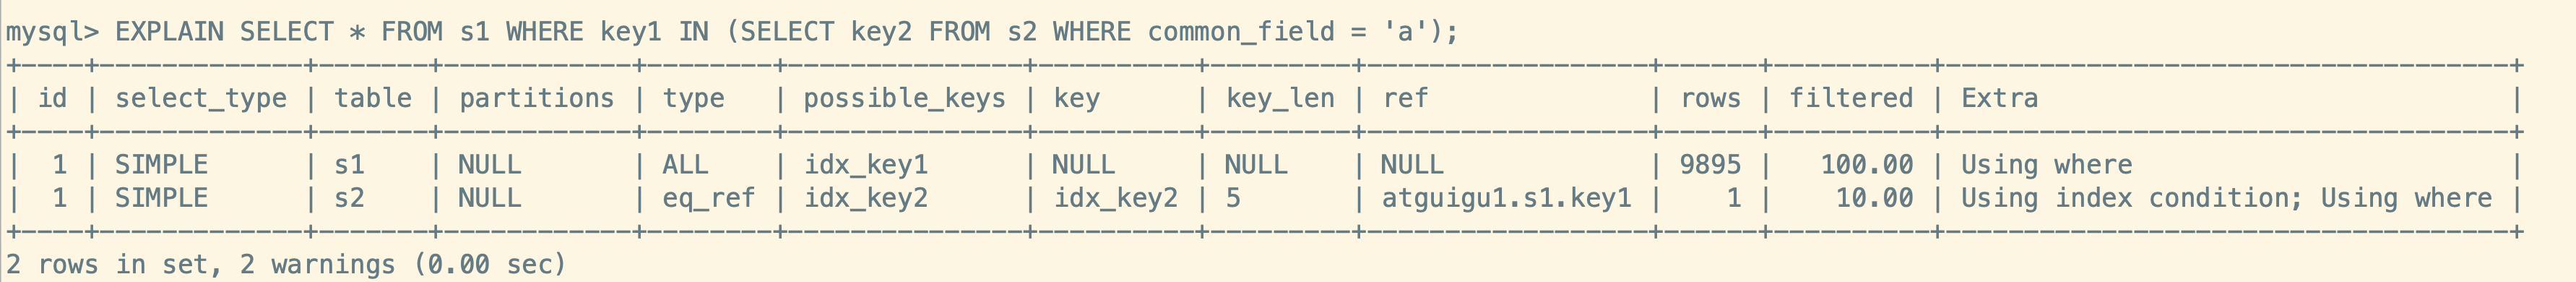 mysql> EXPLAIN SELECT * FROM s1 WHERE key1 IN (SELECT key2 FROM s2 WHERE common_field = 'a');
+----+-------------+-------+------------+--------+---------------+----------+---------+------------------+------+----------+------------------------------------+
| id | select_type | table | partitions | type   | possible_keys | key      | key_len | ref              | rows | filtered | Extra                              |
+----+-------------+-------+------------+--------+---------------+----------+---------+------------------+------+----------+------------------------------------+
|  1 | SIMPLE      | s1    | NULL       | ALL    | idx_key1      | NULL     | NULL    | NULL             | 9895 |   100.00 | Using where                        |
|  1 | SIMPLE      | s2    | NULL       | eq_ref | idx_key2      | idx_key2 | 5       | atguigu1.s1.key1 |    1 |    10.00 | Using index condition; Using where |
+----+-------------+-------+------------+--------+---------------+----------+---------+------------------+------+----------+------------------------------------+
2 rows in set, 2 warnings (0.00 sec)